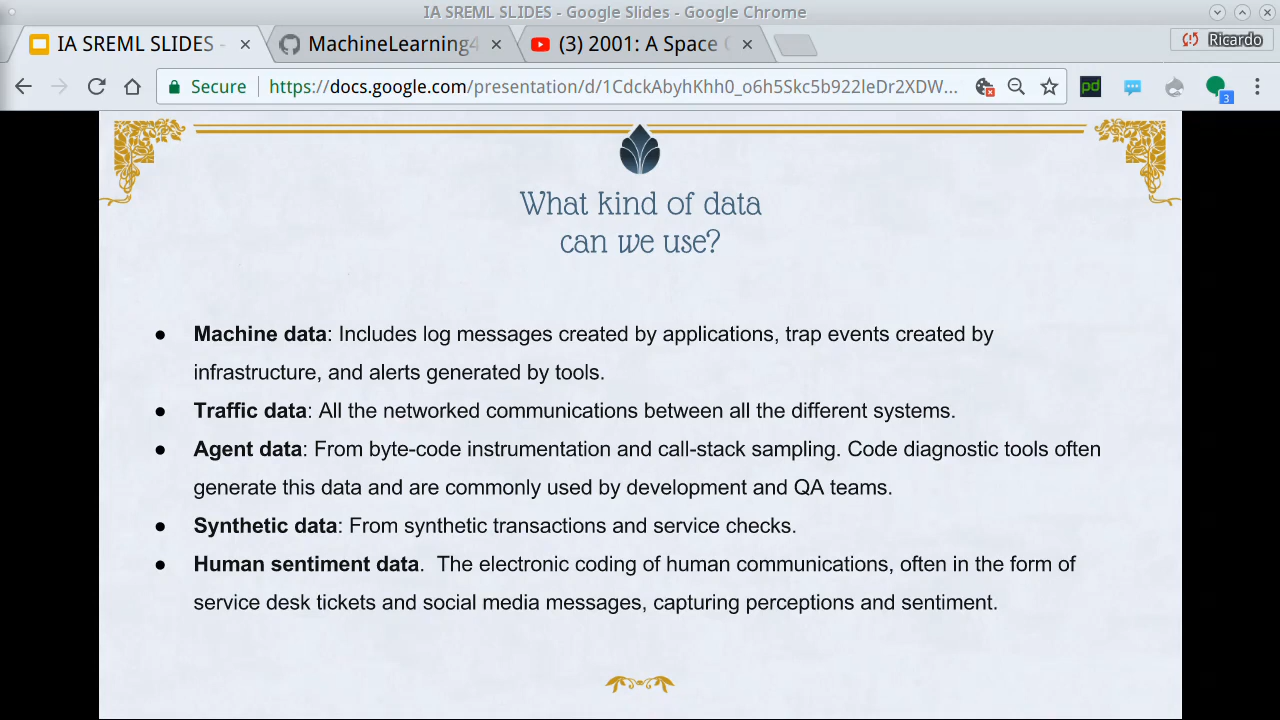 IA SREML SLIDES - Google Slides - Google Chrome
IA SREML SLIDES -
MachineLearning4
(3) 2001: A Space
Ricardo
Secure
https://docs.google.com/presentation/d/1CdckAbyhKhh0_o6h5Skc5b922leDr2XDW...
pd
3
What kind of data
can we use?
● Machine data: Includes log messages created by applications, trap events created by
infrastructure, and alerts generated by tools.
● Traffic data: All the networked communications between all the different systems.
● Agent data: From byte-code instrumentation and call-stack sampling. Code diagnostic tools often
generate this data and are commonly used by development and QA teams.
● Synthetic data: From synthetic transactions and service checks.
● Human sentiment data.  The electronic coding of human communications, often in the form of
service desk tickets and social media messages, capturing perceptions and sentiment.